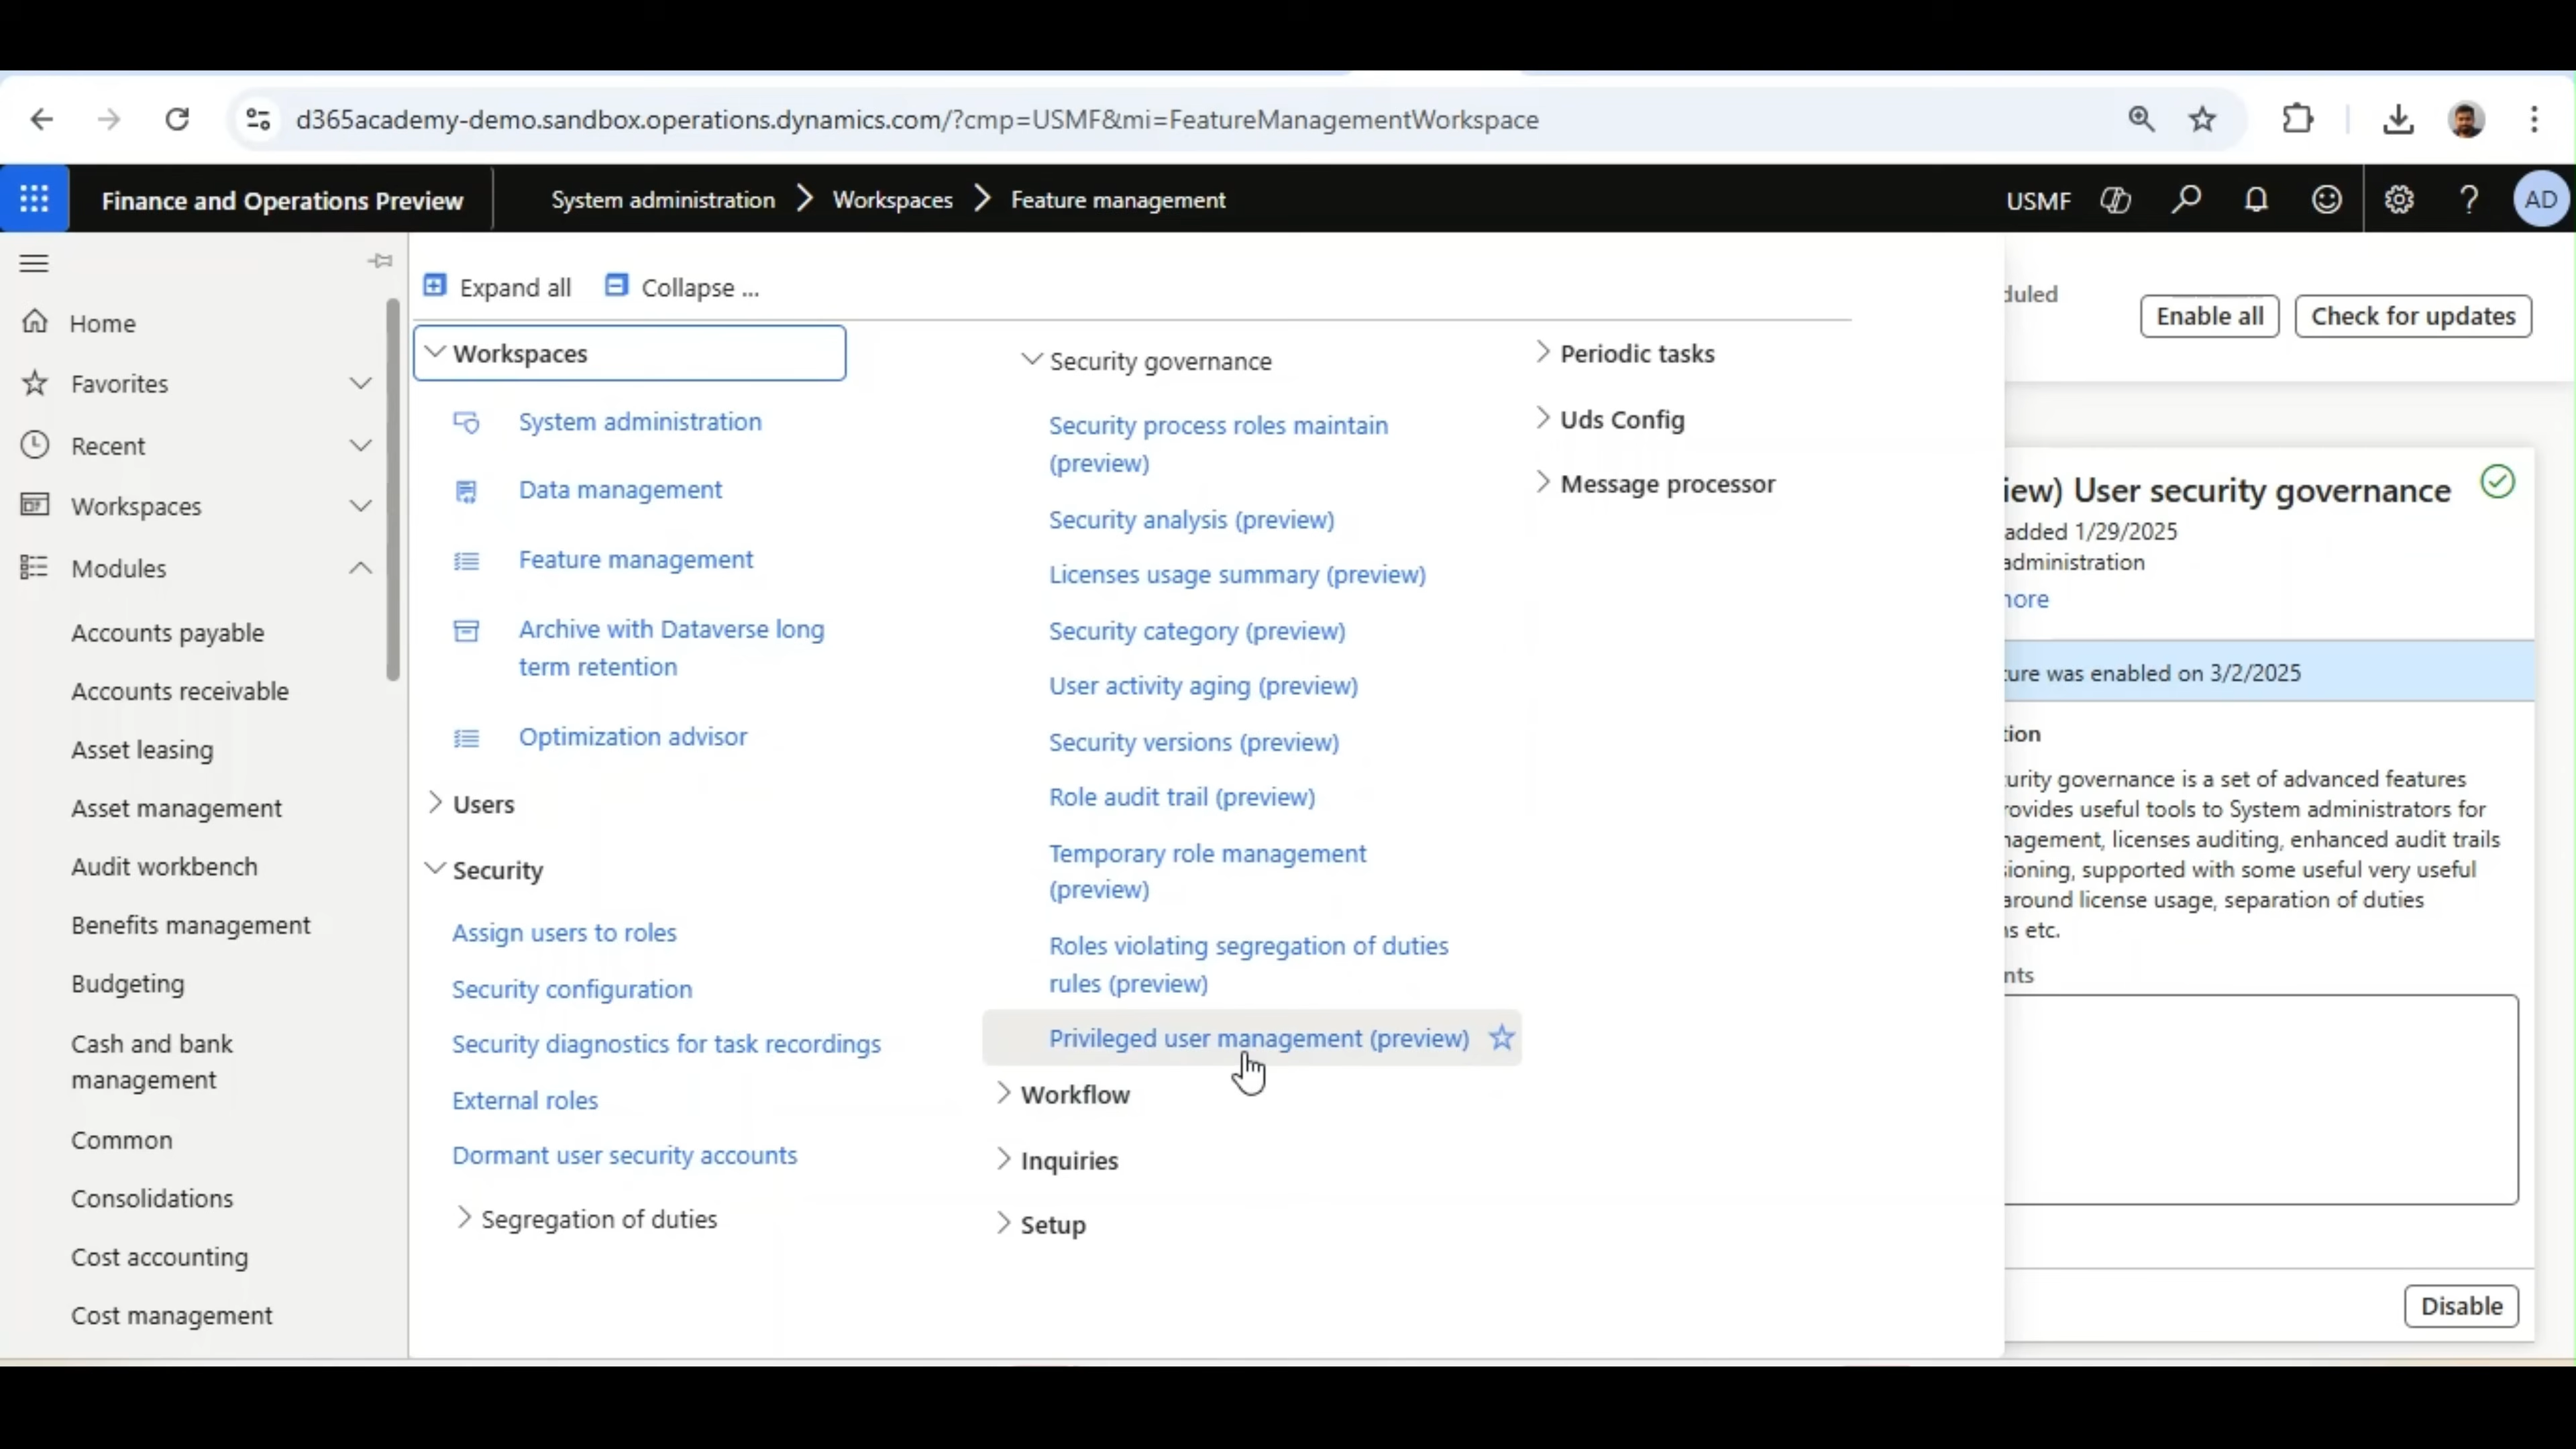 d365academy-demo.sandbox.operations.dynamics.com/?cmp=USMF&mi=FeatureManagementWorkspace
Finance and Operations Preview
System administration
Workspaces
Feature management
USMF
AD
Home
Favorites
Recent
Workspaces
Modules
Accounts payable
Accounts receivable
Asset leasing
Asset management
Audit workbench
Benefits management
Budgeting
Cash and bank
management
Common
Consolidations
Cost accounting
Cost management
Expand all
Collapse ...
Workspaces
System administration
Data management
Feature management
Archive with Dataverse long
term retention
Optimization advisor
Users
Security
Assign users to roles
Security configuration
Security diagnostics for task recordings
External roles
Dormant user security accounts
Segregation of duties
Security governance
Security process roles maintain
(preview)
Security analysis (preview)
Licenses usage summary (preview)
Security category (preview)
User activity aging (preview)
Security versions (preview)
Role audit trail (preview)
Temporary role management
(preview)
Roles violating segregation of duties
rules (preview)
Privileged user management (preview)
Workflow
Inquiries
Setup
Periodic tasks
Uds Config
Message processor
duled
Enable all
Check for updates
iew) User security governance
added 1/29/2025
administration
nore
ture was enabled on 3/2/2025
tion
urity governance is a set of advanced features
rovides useful tools to System administrators for
nagement, licenses auditing, enhanced audit trails
sioning, supported with some useful very useful
around license usage, separation of duties
ns etc.
nts
Disable